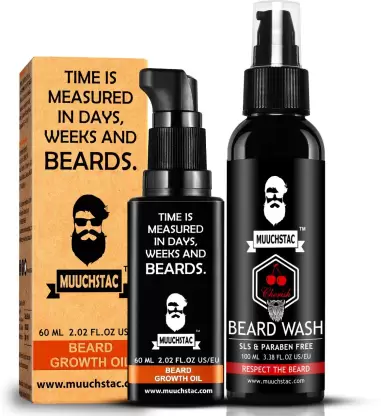 TIME IS
MEASURED
IN DAYS,
WEEKS AND
BEARDS.
MUUCHSTAC
TM
60 ML 2.02 FL.OZ US/
BEARD
GROWTH OIL
www.muuchstac.com
TIME IS
MEASURED
IN DAYS,
WEEKS AND
BEARDS.
MUUCHSTAC
TM
60 ML 2.02 FL.OZ US/EU
BEARD
GROWTH OIL
www.muuchstac.com
TM
MUUCHSTAC
Cherish
BEARD WASH
SLS & PARABEN FREE
100 ML 3.38 FL.OZ US/EU
RESPECT THE BEARD
www.muuchstac.com